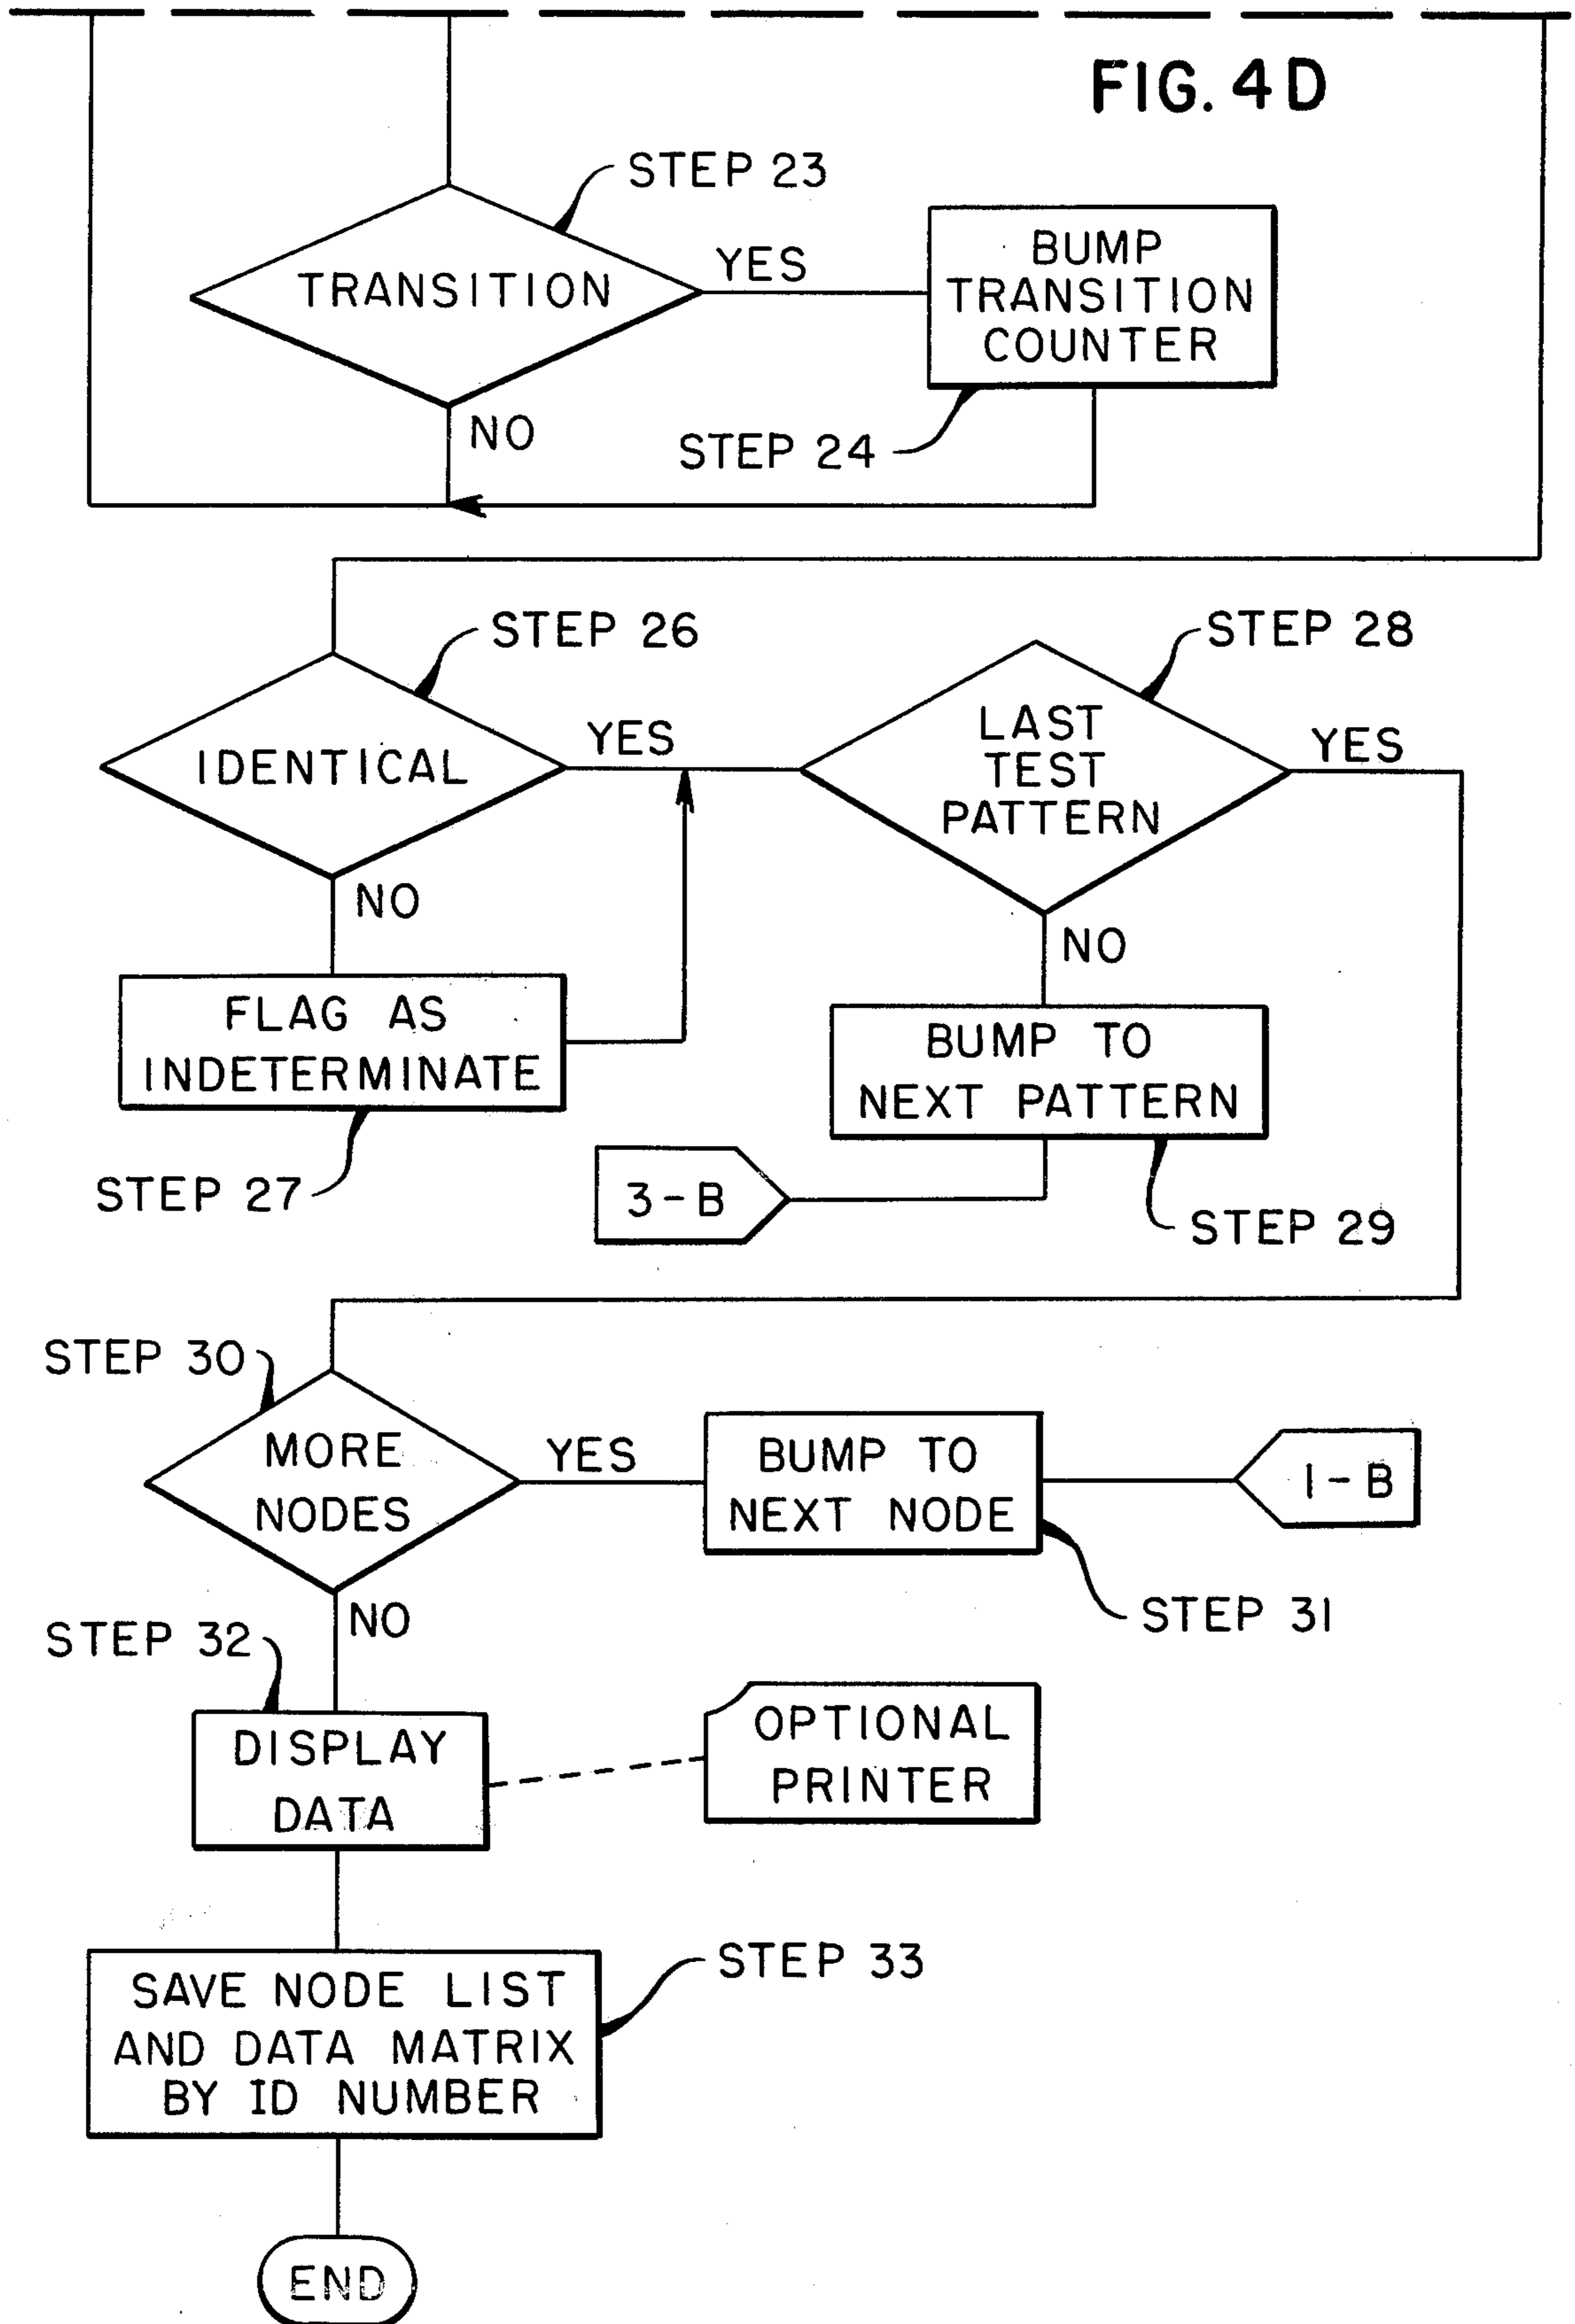 FIG. 4D
STEP 23
TRANSITION
YES
BUMP
TRANSITION
COUNTER
NO
STEP 24
STEP 26
STEP 28
IDENTICAL
YES
LAST
TEST
PATTERN
YES
NO
NO
FLAG AS
INDETERMINATE
BUMP TO
NEXT PATTERN
STEP 27
3-B
STEP 29
STEP 30
MORE
NODES
YES
BUMP TO
NEXT NODE
1-B
STEP 31
NO
STEP 32
DISPLAY
DATA
OPTIONAL
PRINTER
STEP 33
SAVE NODE LIST
AND DATA MATRIX
BY ID NUMBER
END